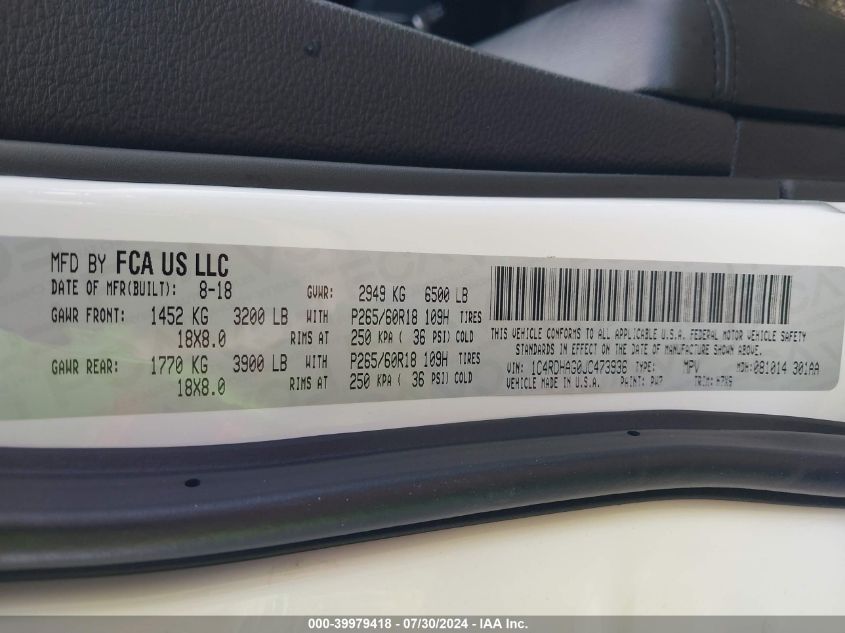 MFD BY FCA US LLC
DATE OF MFR(BUILT): 8-18 GVWR: 2949 KG 6500 LB
GAWR FRONT: 1452 KG 3200 LB WITH P265/60R18 109H TIRES
18X8.0 RIMS AT 250 KPA ( 36 PSI) COLD
GAWR REAR: 1770 KG 3900 LB WITH P265/60R18 109H TIRES
18X8.0 RIMS AT 250 KPA ( 36 PSI) COLD
THIS VEHICLE CONFORMS TO ALL APPLICABLE U.S.A. FEDERAL MOTOR VEHICLE SAFETY
STANDARDS IN EFFECT ON THE DATE OF MANUFACTURE SHOWN ABOVE.
VIN: 1C4RDHAG0JC473936 TYPE: MPV MDH: 081014 301AA
VEHICLE MADE IN U.S.A. PAINT: PW7 TRIM: H7X9
000-39979418 - 07/30/2024 - IAA Inc.